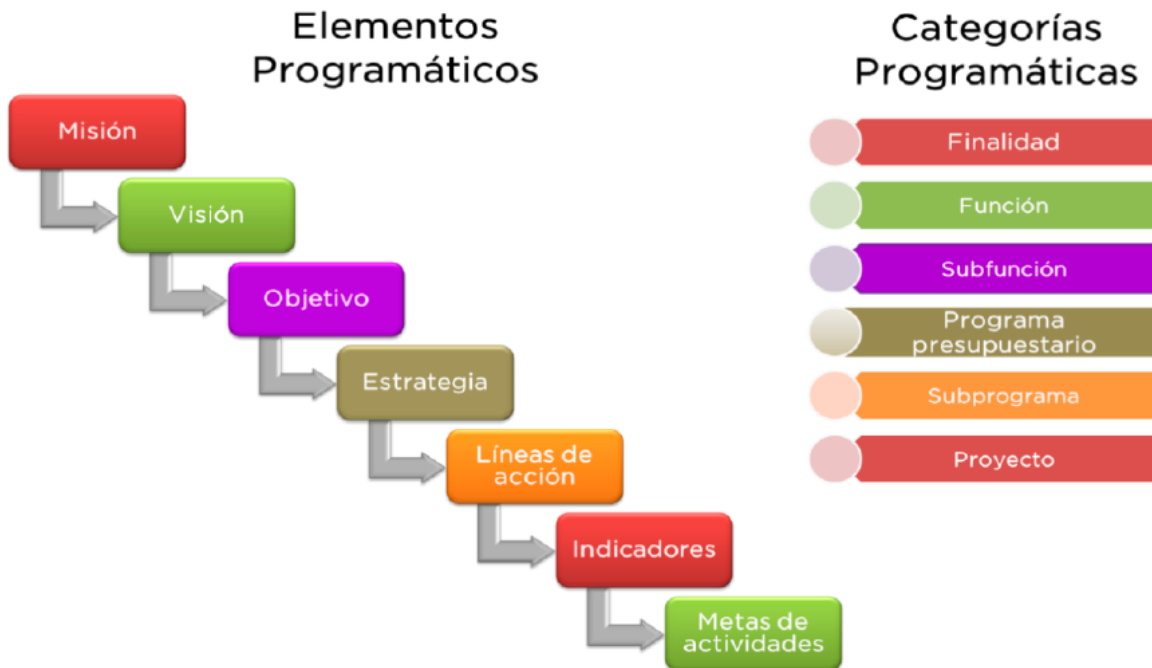 Elementos
Programáticos
Misión
Visión
Objetivo
Estrategia
Líneas de
acción
Indicadores
Metas de
actividades
Categorías
Programáticas
Finalidad
Función
Subfunción
Programa
presupuestario
Subprograma
Proyecto